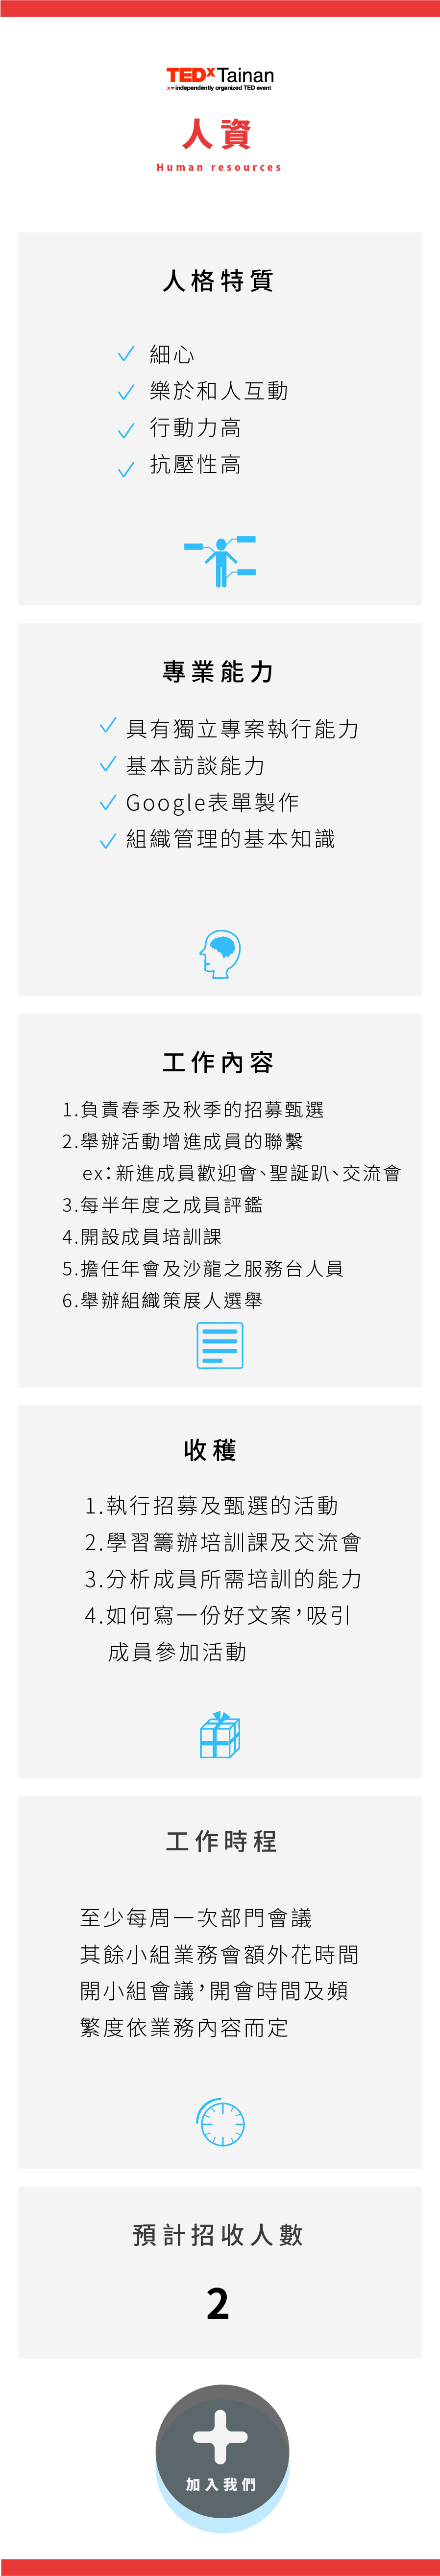 TEDxTainan
x = independently organized TED event
人資
Human resources
人格特質
細心
樂於和人互動
行動力高
抗壓性高
專業能力
具有獨立專案執行能力
基本訪談能力
Google表單製作
組織管理的基本知識
工作內容
1.負責春季及秋季的招募甄選
2.舉辦活動增進成員的聯繫
ex：新進成員歡迎會、聖誕趴、交流會
3.每半年度之成員評鑑
4.開設成員培訓課
5.擔任年會及沙龍之服務台人員
6.舉辦組織策展人選舉
收穫
1.執行招募及甄選的活動
2.學習籌辦培訓課及交流會
3.分析成員所需培訓的能力
4.如何寫一份好文案，吸引
成員參加活動
工作時程
至少每周一次部門會議
其餘小組業務會額外花時間
開小組會議，開會時間及頻
繁度依業務內容而定
預計招收人數
2
加入我們